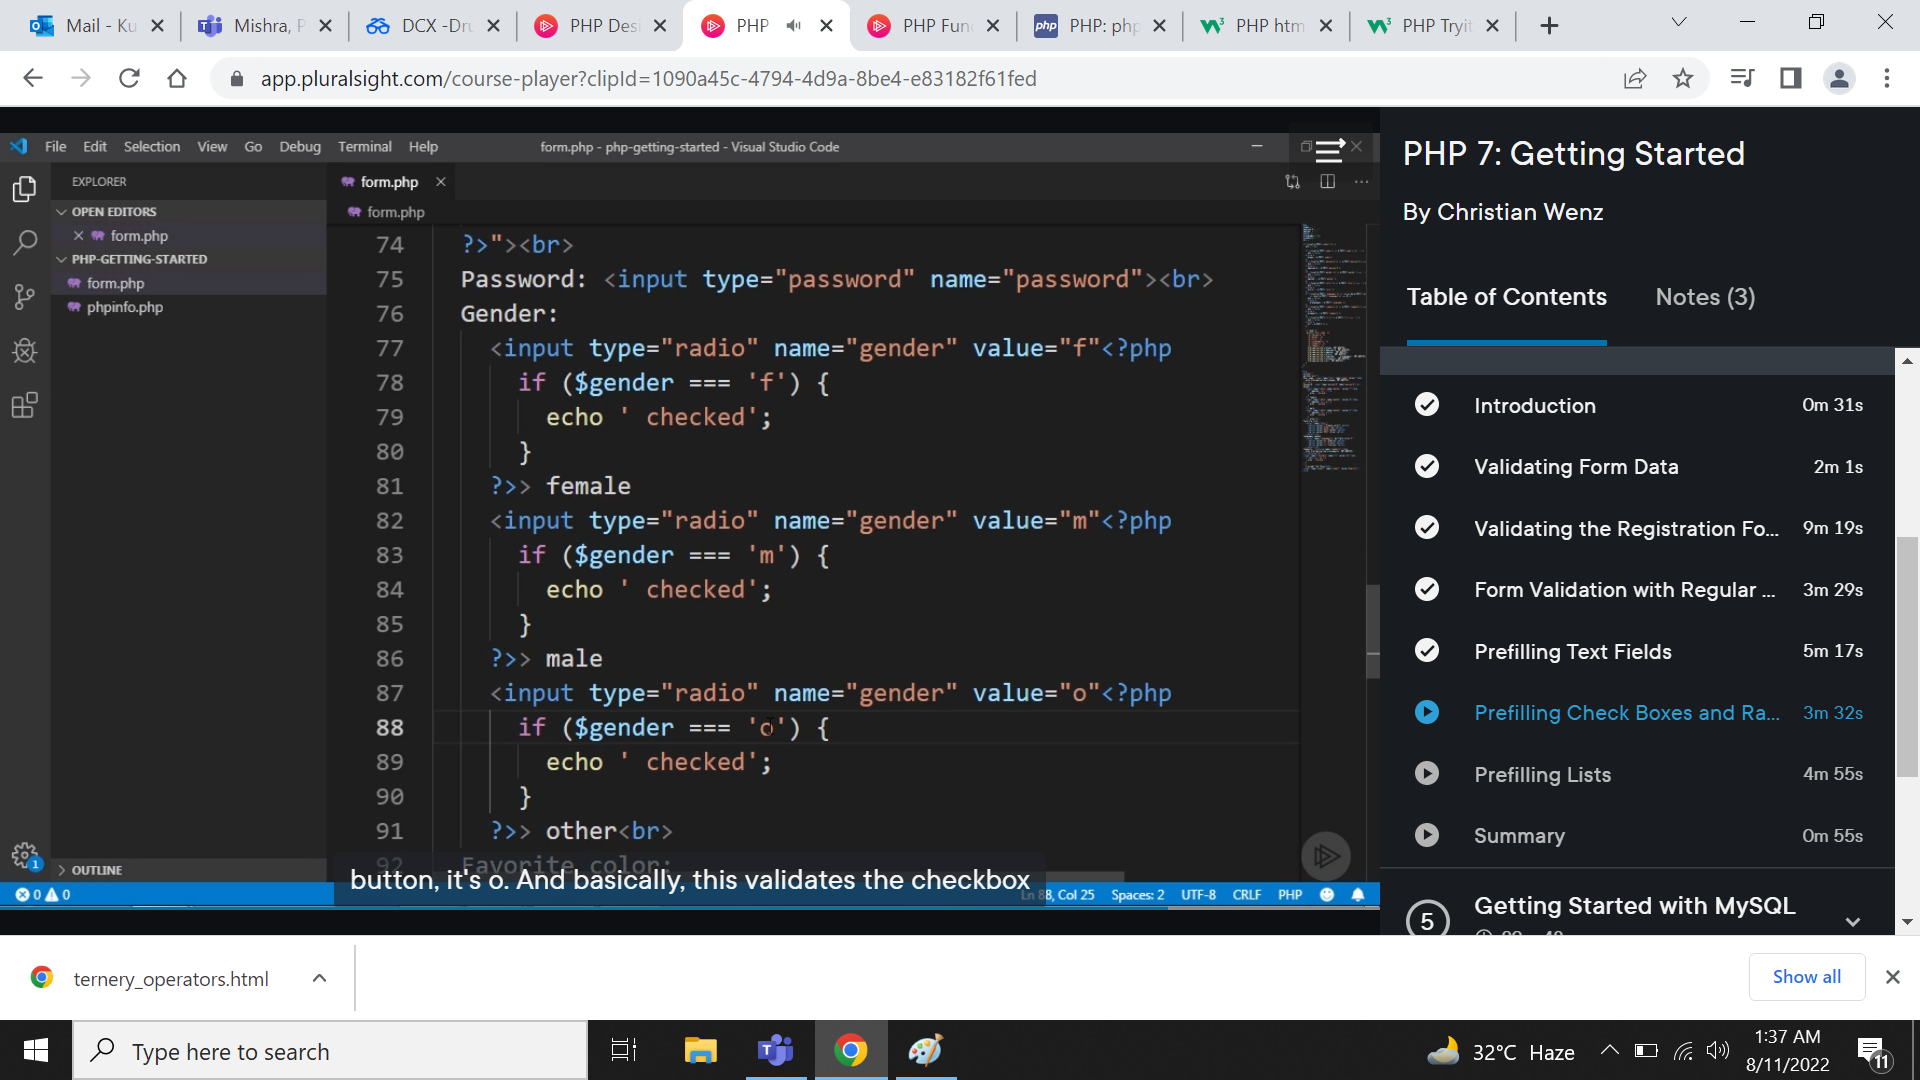 Mail - Ku
Mishra, P
DCX -Dru
PHP Desi
PHP
PHP Fun
PHP: php
PHP htm
PHP Tryit
app.pluralsight.com/course-player?clipId=1090a45c-4794-4d9a-8be4-e83182f61fed
File Edit Selection View Go Debug Terminal Help
form.php - php-getting-started - Visual Studio Code
EXPLORER
OPEN EDITORS
form.php
PHP-GETTING-STARTED
form.php
phpinfo.php
OUTLINE
form.php
form.php
74 ?>"><br>
75 Password: <input type="password" name="password"><br>
76 Gender:
77 <input type="radio" name="gender" value="f"<?php
78 if ($gender === 'f') {
79 echo ' checked';
80 }
81 ?>> female
82 <input type="radio" name="gender" value="m"<?php
83 if ($gender === 'm') {
84 echo ' checked';
85 }
86 ?>> male
87 <input type="radio" name="gender" value="o"<?php
88 if ($gender === 'o') {
89 echo ' checked';
90 }
91 ?>> other<br>
92 Favorite color:
button, it's o. And basically, this validates the checkbox
0 0
Ln 88, Col 25 Spaces: 2 UTF-8 CRLF PHP
1
PHP 7: Getting Started
By Christian Wenz
Table of Contents
Notes (3)
Introduction 0m 31s
Validating Form Data 2m 1s
Validating the Registration Fo... 9m 19s
Form Validation with Regular ... 3m 29s
Prefilling Text Fields 5m 17s
Prefilling Check Boxes and Ra... 3m 32s
Prefilling Lists 4m 55s
Summary 0m 55s
5 Getting Started with MySQL
ternery_operators.html
Show all
Type here to search
32°C Haze
1:37 AM
8/11/2022
11